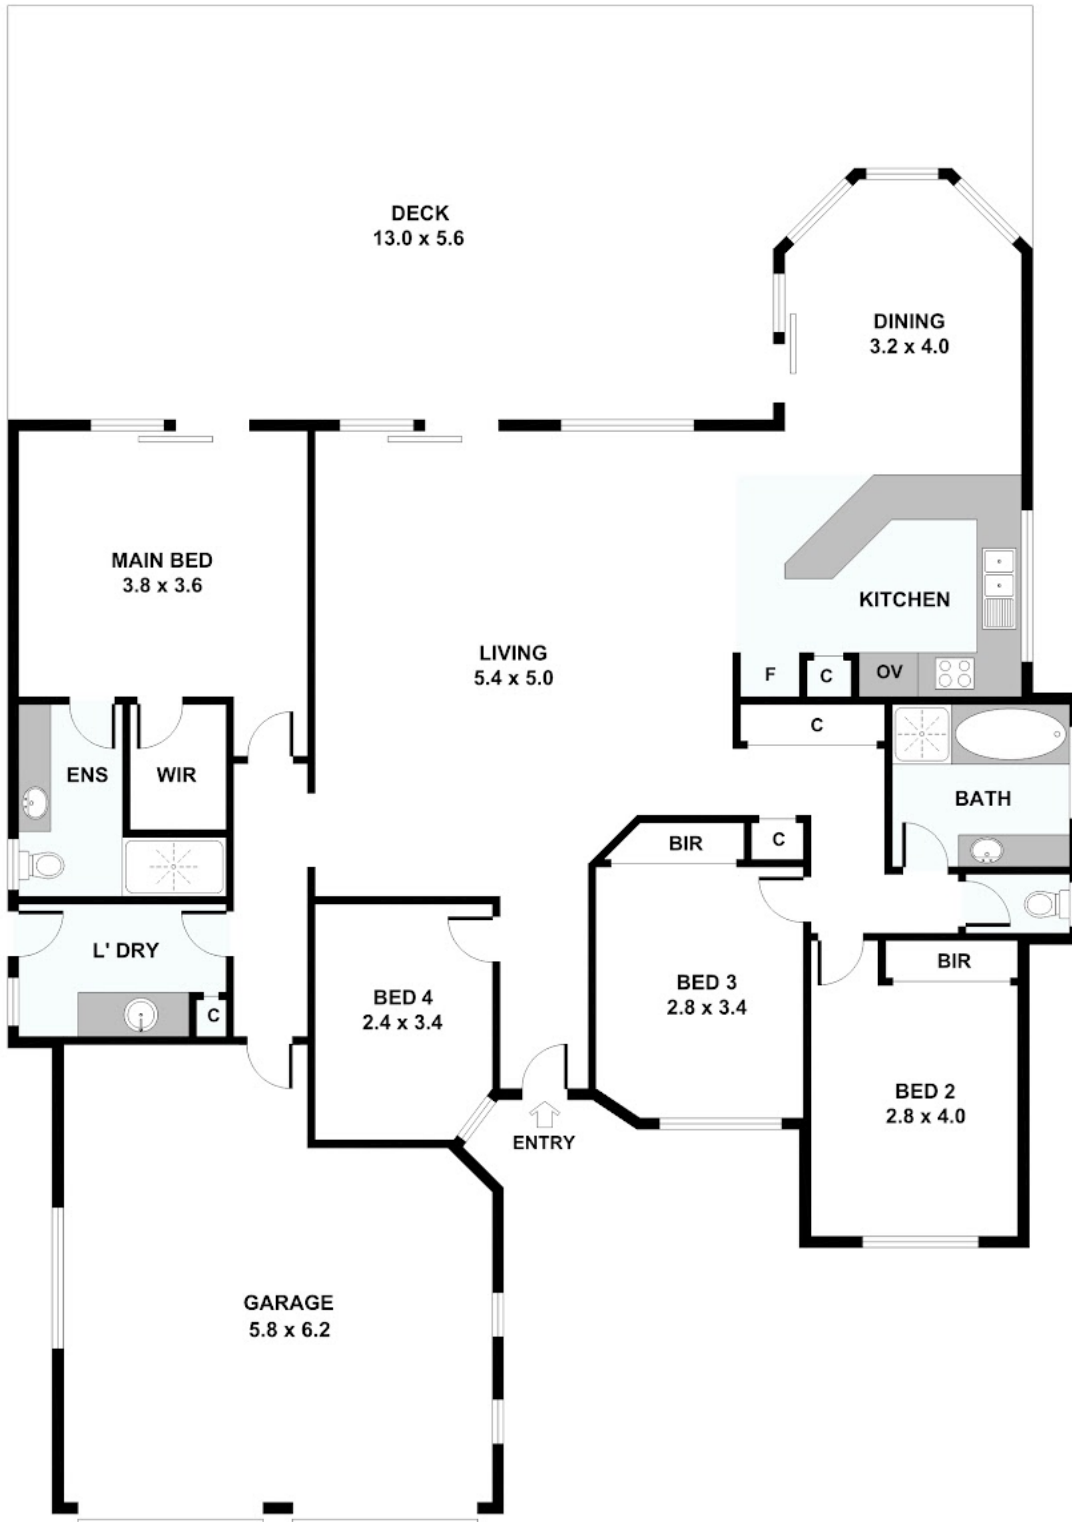 DECK
13.0 x 5.6
DINING
3.2 x 4.0
MAIN BED
3.8 x 3.6
KITCHEN
LIVING
5.4 x 5.0
F
C
OV
C
ENS
WIR
BATH
BIR
C
L' DRY
C
BED 4
2.4 x 3.4
BED 3
2.8 x 3.4
BIR
BED 2
2.8 x 4.0
ENTRY
GARAGE
5.8 x 6.2